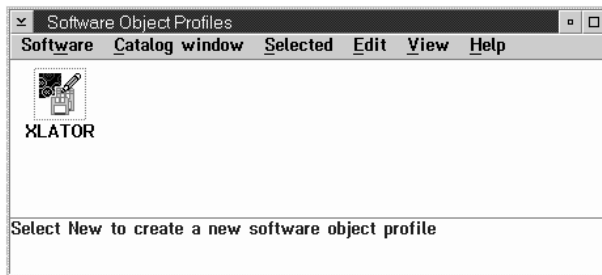 Software Object Profiles
Software Catalog window Selected Edit View Help
XLATOR
Select New to create a new software object profile